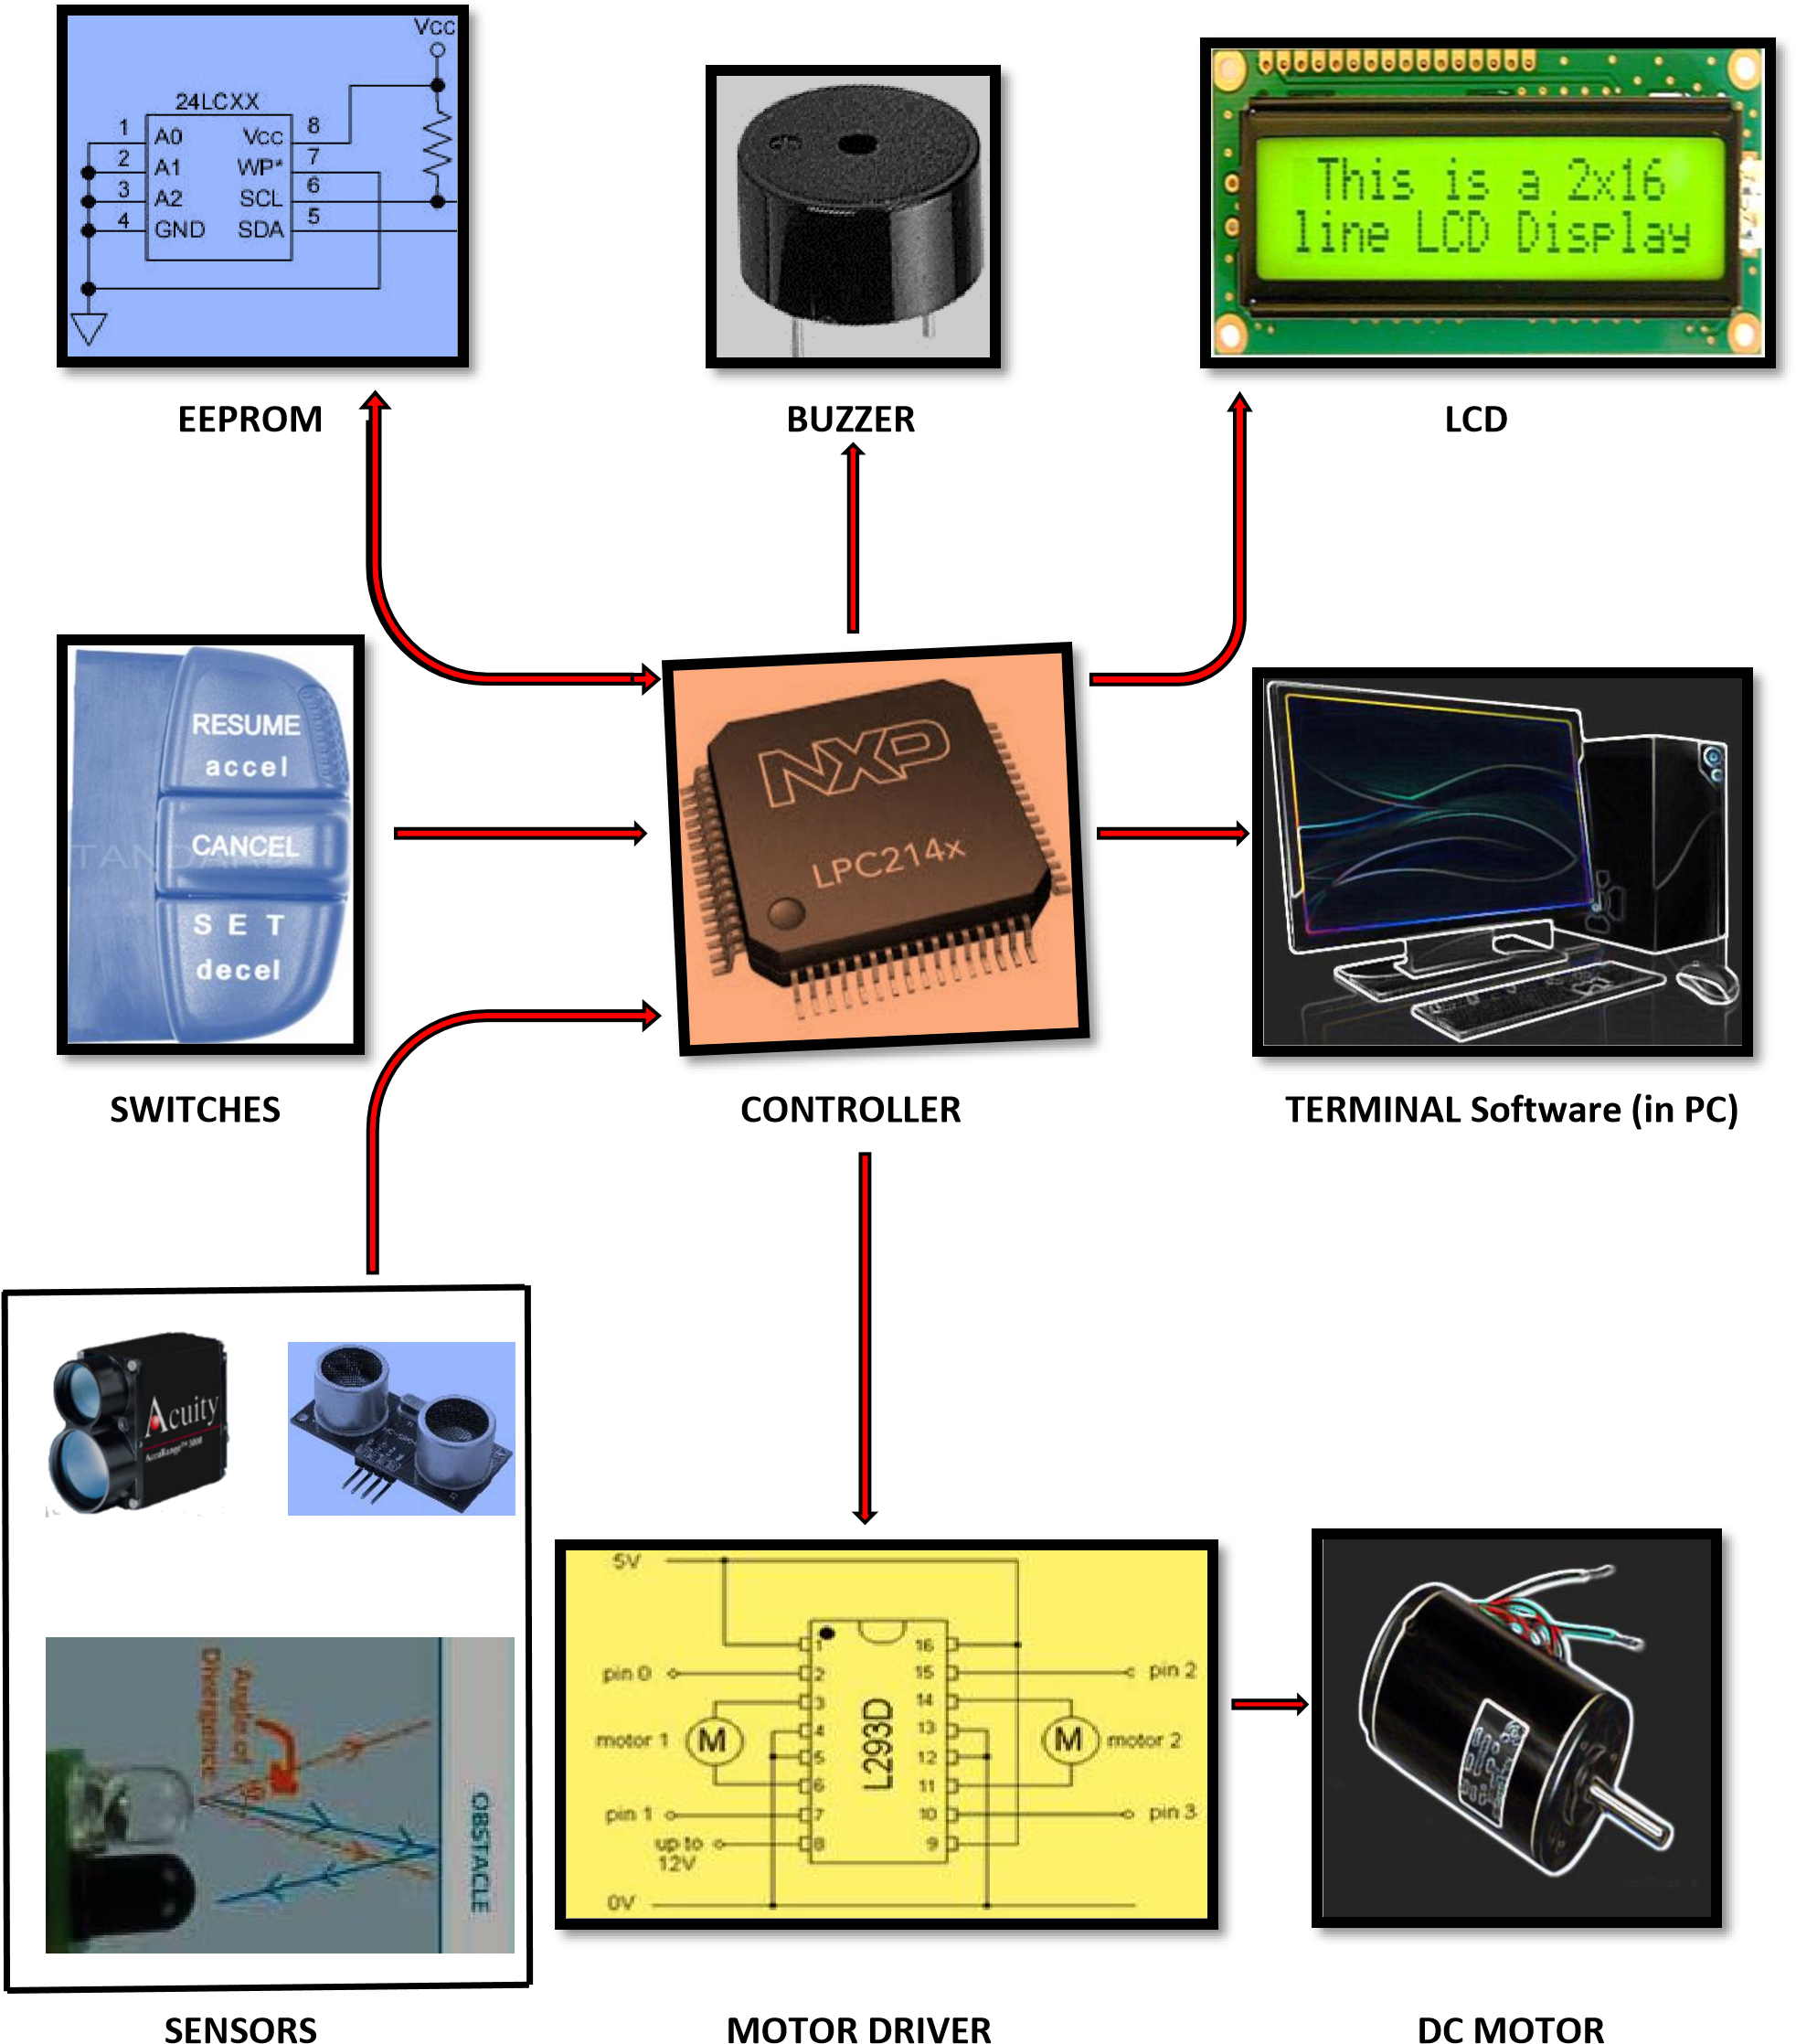 Vcc
24LCXX
1 A0 Vcc 8
2 A1 WP* 7
3 A2 SCL 6
4 GND SDA 5
This is a 2x16
line LCD Display
EEPROM
BUZZER
LCD
RESUME
accel
CANCEL
SET
decel
NXP
LPC214x
SWITCHES
CONTROLLER
TERMINAL Software (in PC)
Acuity
AccuRange™
Angle of
Divergence
OBSTACLE
5V
1 16
pin 0 2 15 pin 2
3 14
motor 1 M 4 13 M motor 2
5 12
6 11
pin 1 7 10 pin 3
up to 8 9
12V
L293D
0V
SENSORS
MOTOR DRIVER
DC MOTOR